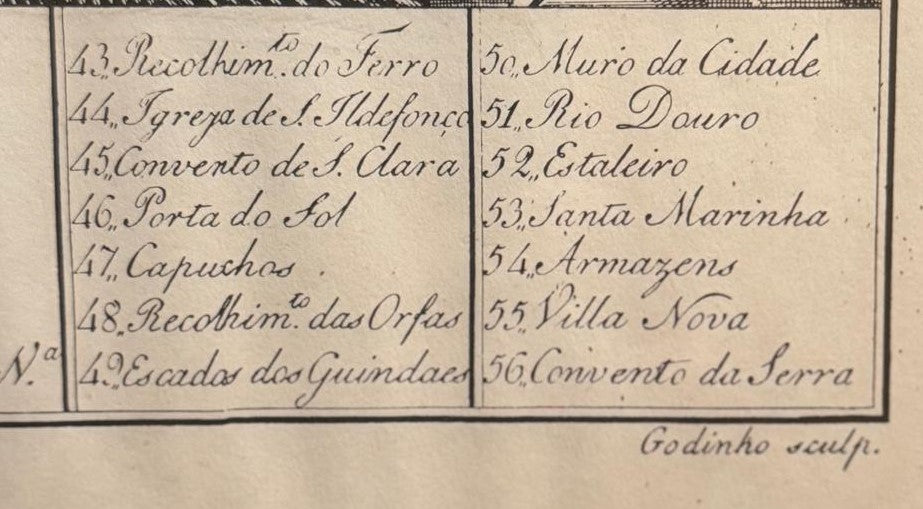 43,, Recolhim.to do Ferro
44,, Igreja de S. Ildefonço
45,, Convento de S. Clara
46,, Porta do Sol
47,, Capuchos
48,, Recolhim.to das Orfas
N.a
49,, Escadas dos Guindaes
50,, Muro da Cidade
51,, Rio Douro
52,, Estaleiro
53,, Santa Marinha
54,, Armazens
55,, Villa Nova
56,, Convento da Serra
Godinho sculp.